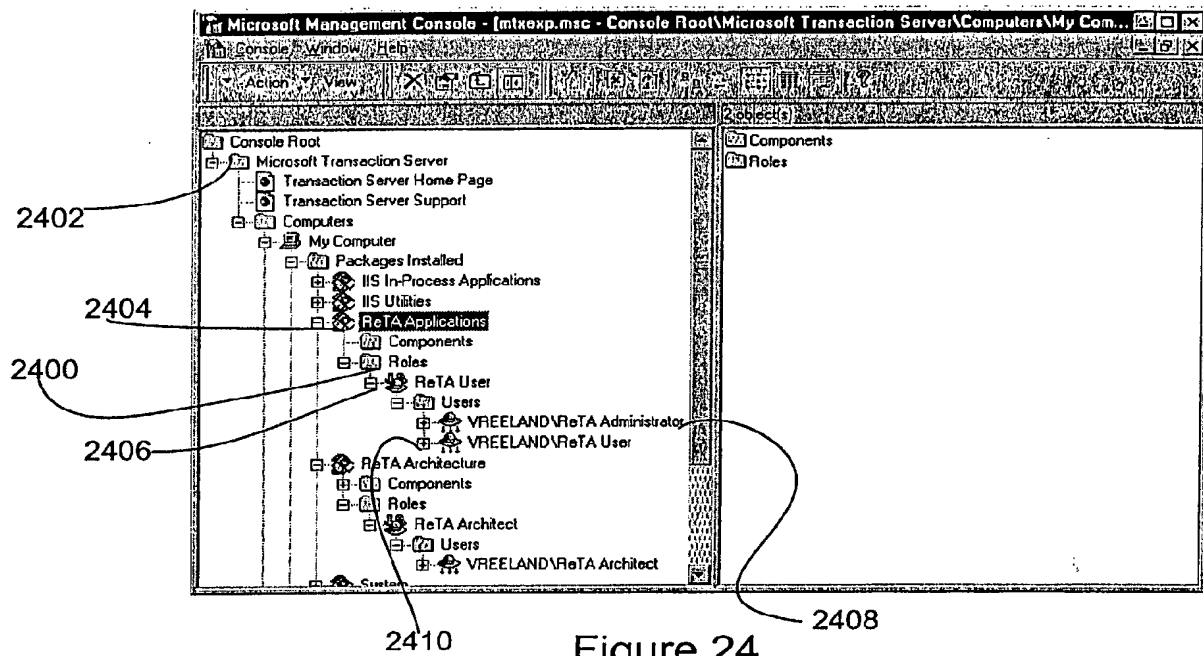 Microsoft Management Console - [mtxexp.msc - Console Root\Microsoft Transaction Server\Computers\My Com...
Console Window Help
Action View
2 object(s)
Console Root
Microsoft Transaction Server
Transaction Server Home Page
Transaction Server Support
Computers
My Computer
Packages Installed
IIS In-Process Applications
IIS Utilities
ReTA Applications
Components
Roles
ReTA User
Users
VREELAND\ReTA Administrator
VREELAND\ReTA User
ReTA Architecture
Components
Roles
ReTA Architect
Users
VREELAND\ReTA Architect
System
Components
Roles
2402
2404
2400
2406
2410
2408
Figure 24